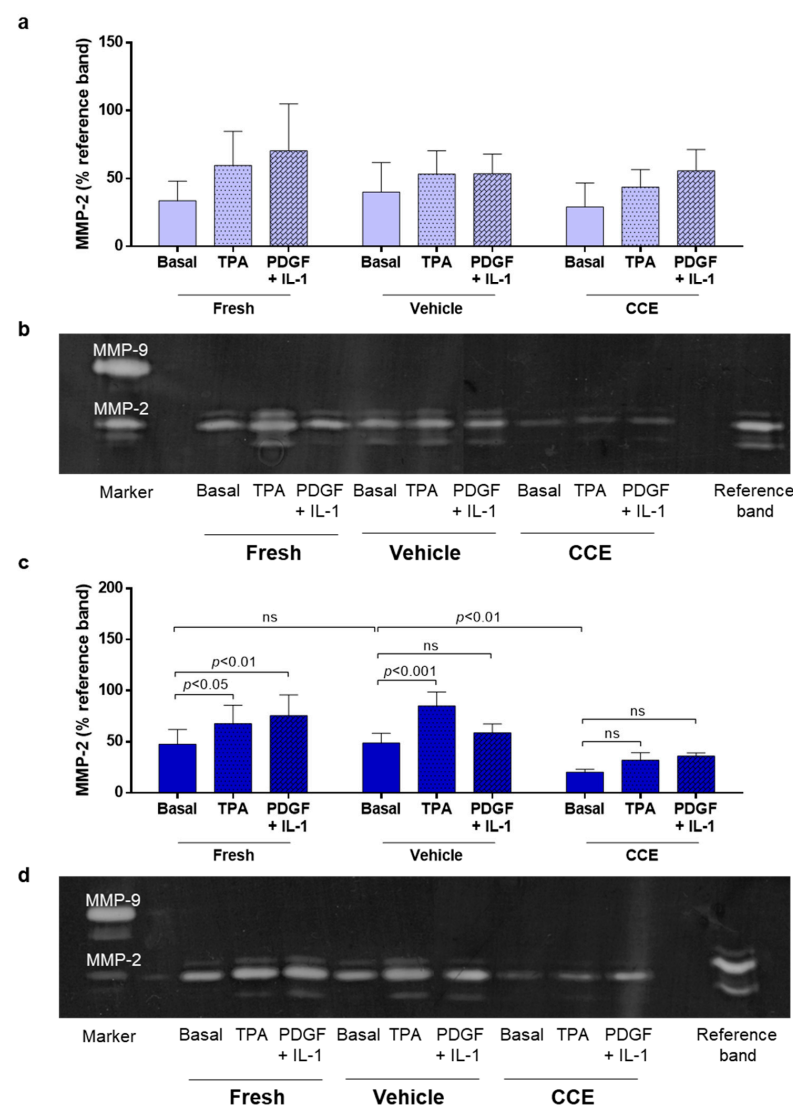 a
150
100
50
0
MMP-2 (% reference band)
Basal TPA PDGF Basal TPA PDGF Basal TPA PDGF
+ IL-1 + IL-1 + IL-1
Fresh Vehicle CCE
b
MMP-9
MMP-2
Marker Basal TPA PDGF Basal TPA PDGF Basal TPA PDGF Reference
+ IL-1 + IL-1 + IL-1 band
Fresh Vehicle CCE
c
200
150
100
50
0
MMP-2 (% reference band)
ns p<0.01
p<0.01 ns
p<0.05 p<0.001
ns
ns
Basal TPA PDGF Basal TPA PDGF Basal TPA PDGF
+ IL-1 + IL-1 + IL-1
Fresh Vehicle CCE
d
MMP-9
MMP-2
Marker Basal TPA PDGF Basal TPA PDGF Basal TPA PDGF Reference
+ IL-1 + IL-1 + IL-1 band
Fresh Vehicle CCE